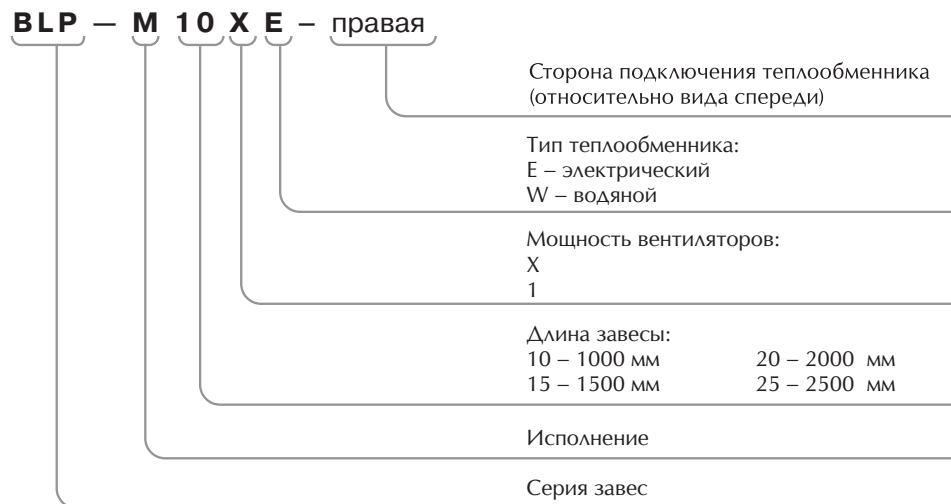 BLP – M 10 X E – правая
Сторона подключения теплообменника
(относительно вида спереди)
Тип теплообменника:
E – электрический
W – водяной
Мощность вентиляторов:
X
1
Длина завесы:
10 – 1000 мм 20 – 2000 мм
15 – 1500 мм 25 – 2500 мм
Исполнение
Серия завес